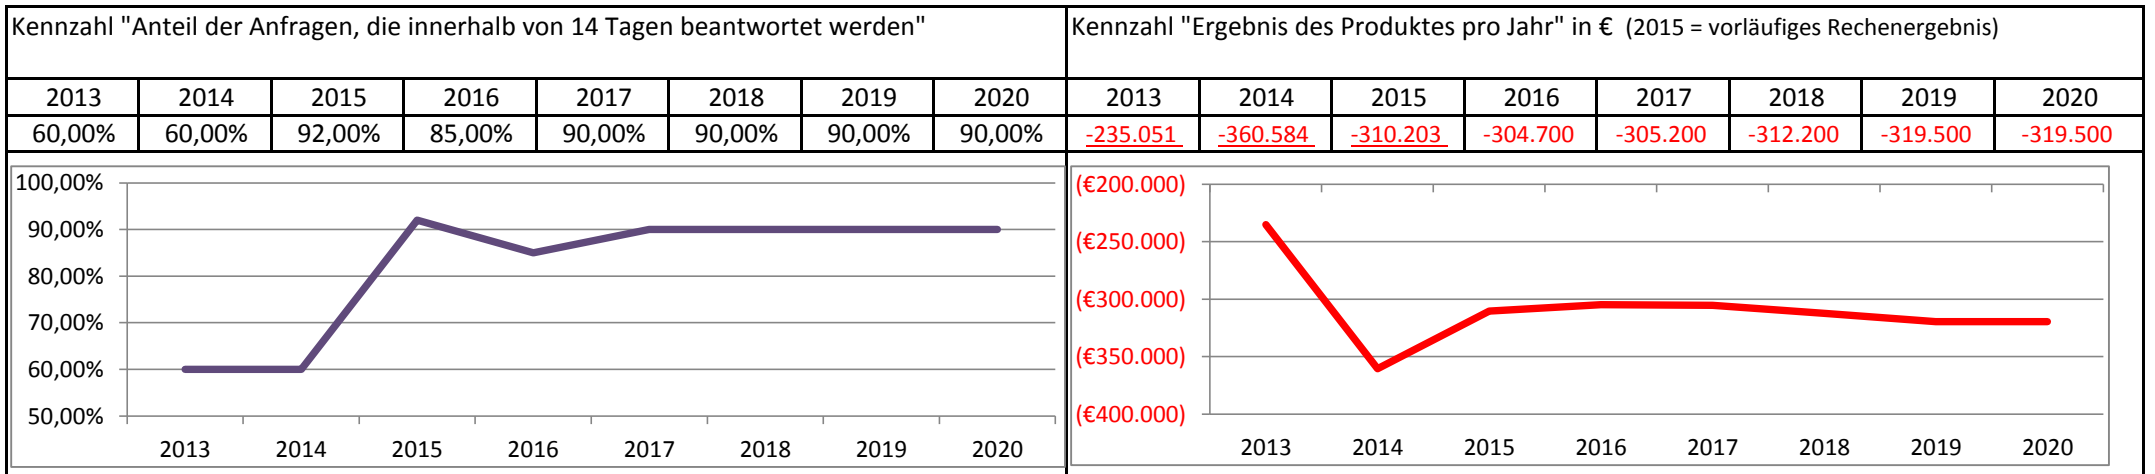 Kennzahl "Anteil der Anfragen, die innerhalb von 14 Tagen beantwortet werden"
2013 2014 2015 2016 2017 2018 2019 2020
60,00% 60,00% 92,00% 85,00% 90,00% 90,00% 90,00% 90,00%
100,00%
90,00%
80,00%
70,00%
60,00%
50,00%
2013 2014 2015 2016 2017 2018 2019 2020
Kennzahl "Ergebnis des Produktes pro Jahr" in € (2015 = vorläufiges Rechenergebnis)
2013 2014 2015 2016 2017 2018 2019 2020
-235.051 -360.584 -310.203 -304.700 -305.200 -312.200 -319.500 -319.500
(€200.000)
(€250.000)
(€300.000)
(€350.000)
(€400.000)
2013 2014 2015 2016 2017 2018 2019 2020